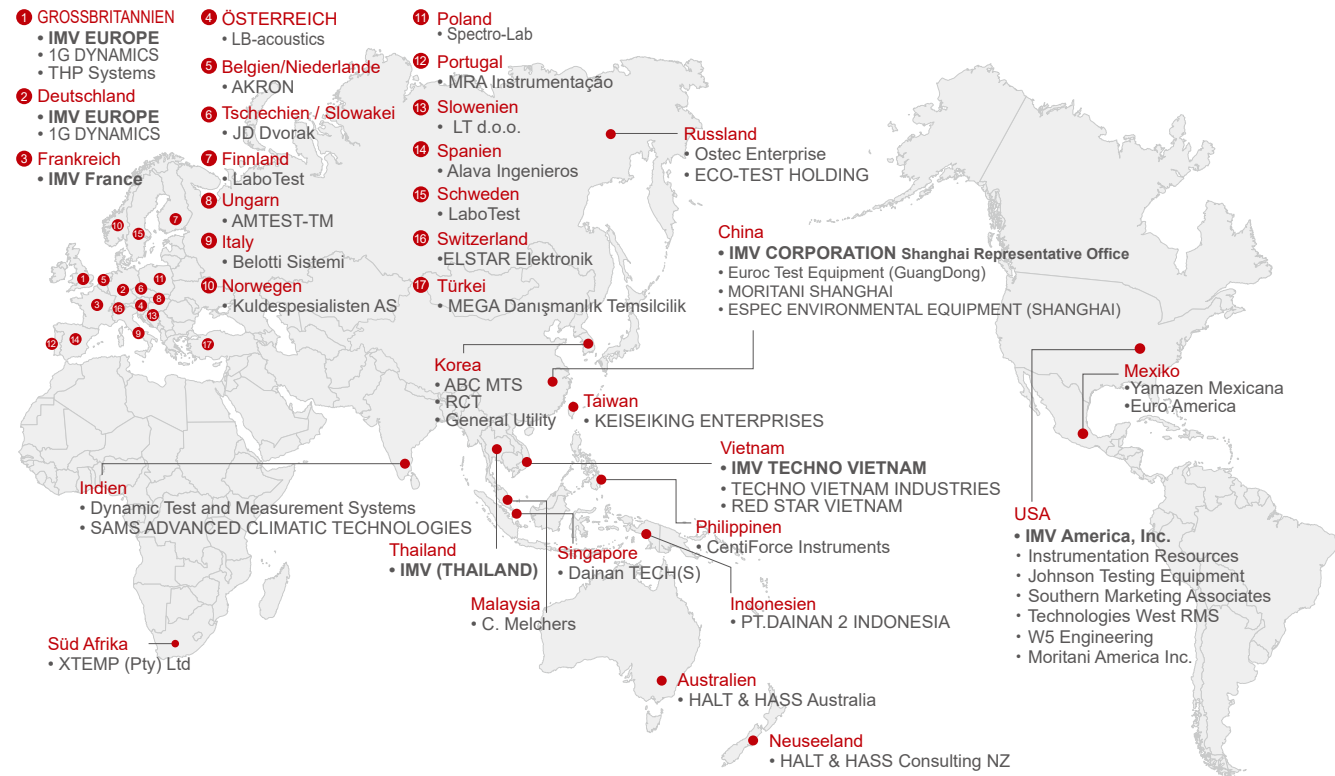 1 GROSSBRITANNIEN
• IMV EUROPE
• 1G DYNAMICS
• THP Systems
2 Deutschland
• IMV EUROPE
• 1G DYNAMICS
3 Frankreich
• IMV France
4 ÖSTERREICH
• LB-acoustics
5 Belgien/Niederlande
• AKRON
6 Tschechien / Slowakei
• JD Dvorak
7 Finnland
• LaboTest
8 Ungarn
• AMTEST-TM
9 Italy
• Belotti Sistemi
10 Norwegen
• Kuldespesialisten AS
11 Poland
• Spectro-Lab
12 Portugal
• MRA Instrumentação
13 Slowenien
• LT d.o.o.
14 Spanien
• Alava Ingenieros
15 Schweden
• LaboTest
16 Switzerland
•ELSTAR Elektronik
17 Türkei
• MEGA Danışmanlık Temsilcilik
10
7
15
1
5
11
2
6
3
8
16
4
13
9
12
14
17
Russland
• Ostec Enterprise
• ECO-TEST HOLDING
China
• IMV CORPORATION Shanghai Representative Office
• Euroc Test Equipment (GuangDong)
• MORITANI SHANGHAI
• ESPEC ENVIRONMENTAL EQUIPMENT (SHANGHAI)
Korea
• ABC MTS
• RCT
• General Utility
Taiwan
• KEISEIKING ENTERPRISES
Mexiko
•Yamazen Mexicana
•Euro America
Vietnam
• IMV TECHNO VIETNAM
• TECHNO VIETNAM INDUSTRIES
• RED STAR VIETNAM
Indien
• Dynamic Test and Measurement Systems
• SAMS ADVANCED CLIMATIC TECHNOLOGIES
Philippinen
• CentiForce Instruments
USA
• IMV America, Inc.
• Instrumentation Resources
• Johnson Testing Equipment
• Southern Marketing Associates
• Technologies West RMS
• W5 Engineering
• Moritani America Inc.
Thailand
• IMV (THAILAND)
Singapore
• Dainan TECH(S)
Malaysia
• C. Melchers
Indonesien
• PT.DAINAN 2 INDONESIA
Süd Afrika
• XTEMP (Pty) Ltd
Australien
• HALT & HASS Australia
Neuseeland
• HALT & HASS Consulting NZ